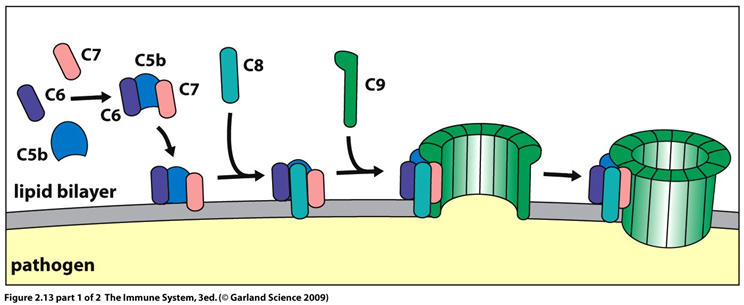 C7
C6
C5b
C5b
C7
C6
C8
C9
lipid bilayer
pathogen
Figure 2.13 part 1 of 2 The Immune System, 3ed. (© Garland Science 2009)